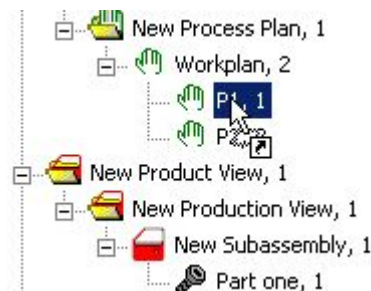 New Process Plan, 1
Workplan, 2
P1, 1
New Product View, 1
New Production View, 1
New Subassembly, 1
Part one, 1